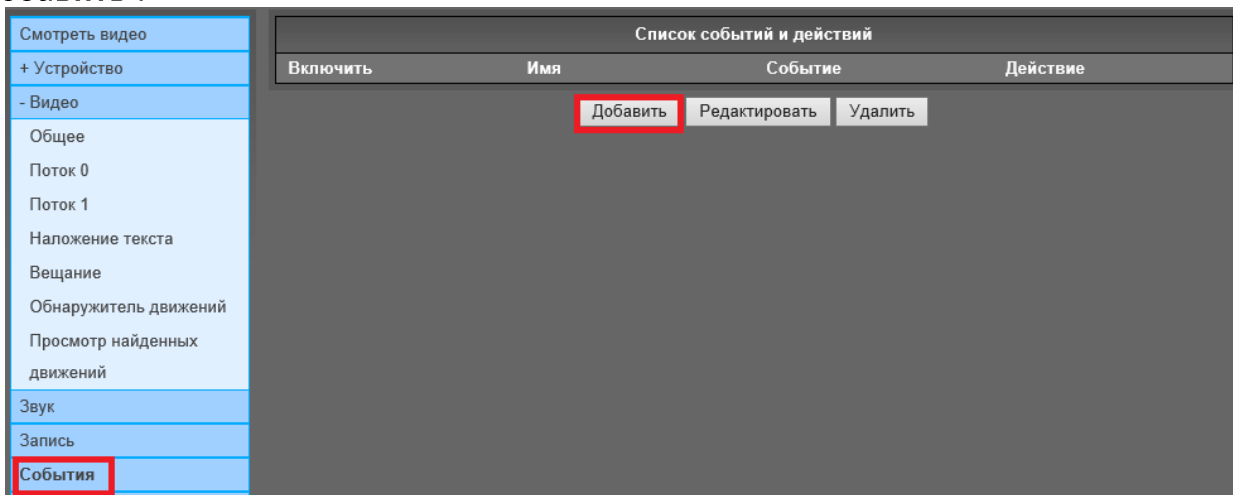 Смотреть видео
+ Устройство
- Видео
Общее
Поток 0
Поток 1
Наложение текста
Вещание
Обнаружитель движений
Просмотр найденных
движений
Звук
Запись
События
Список событий и действий
Включить Имя Событие Действие
Добавить Редактировать Удалить